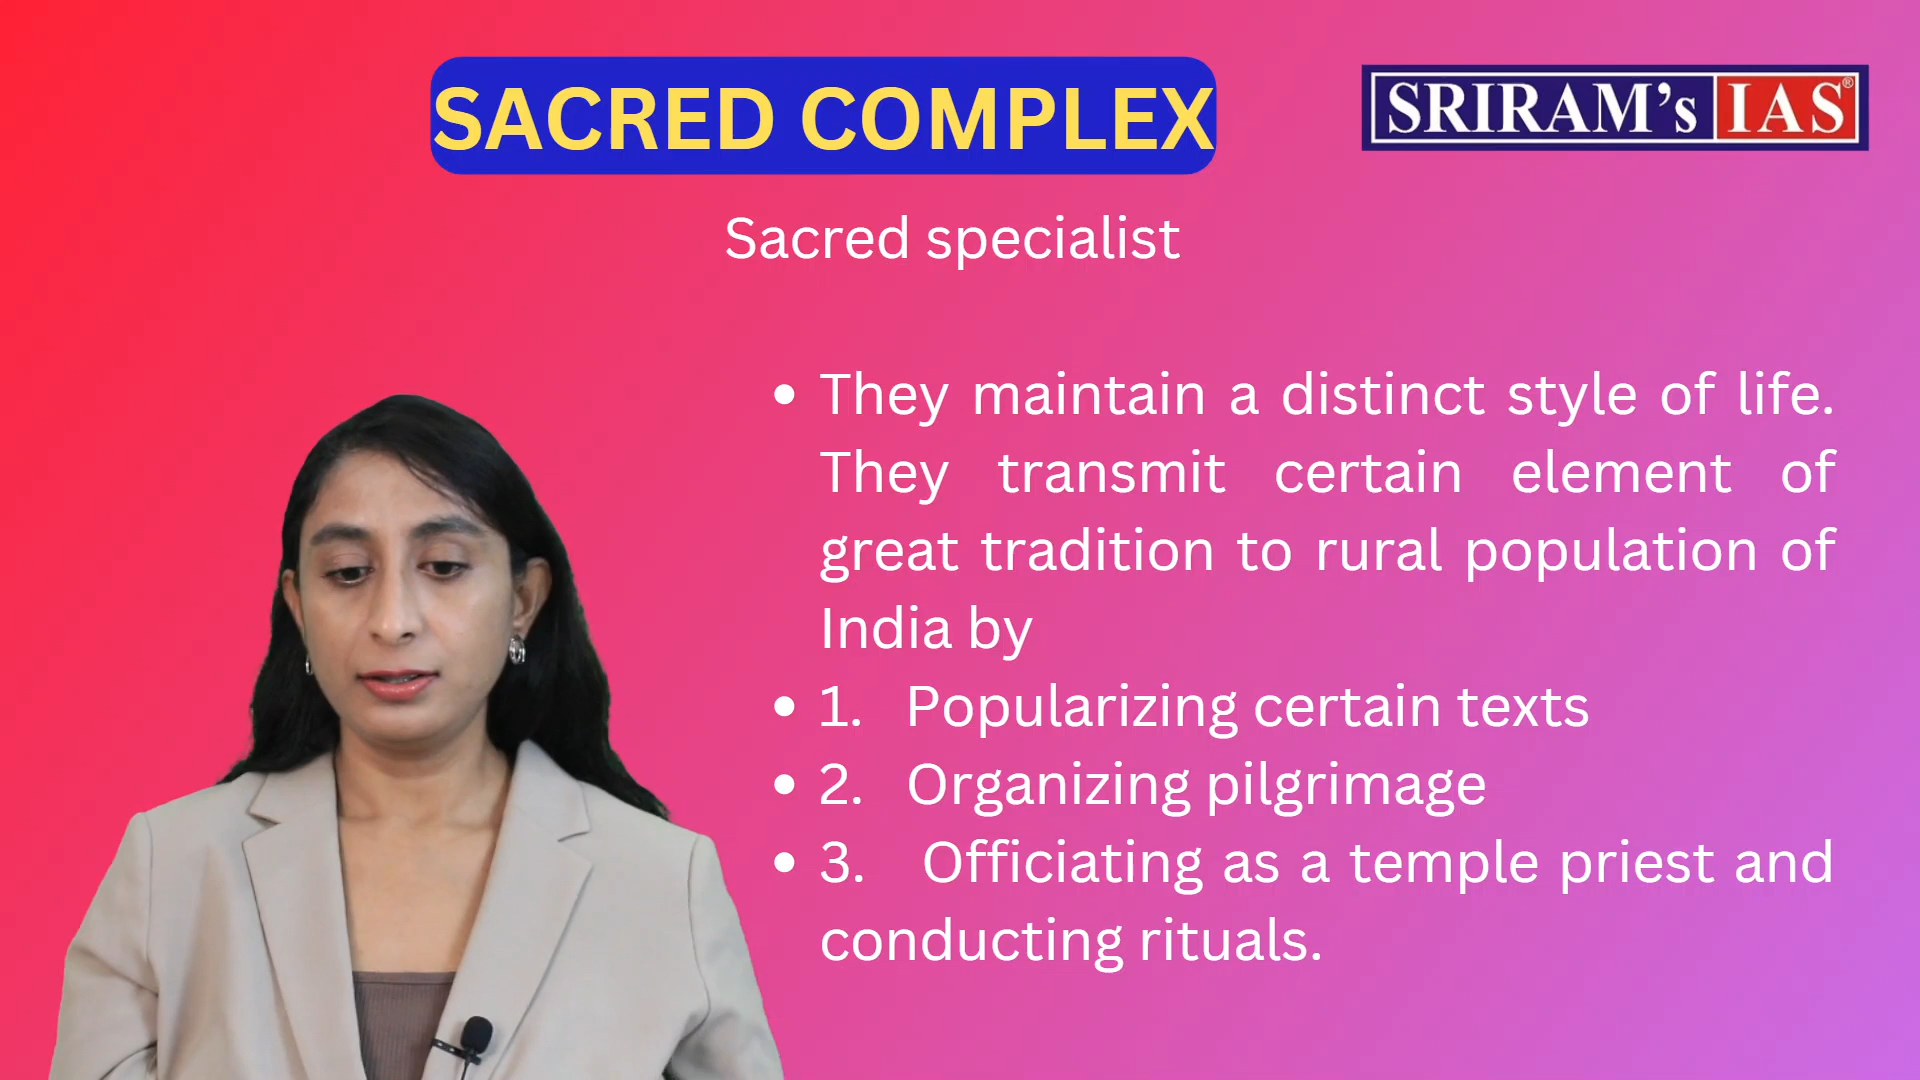 SACRED COMPLEX
SRIRAM's IAS®
Sacred specialist
• They maintain a distinct style of life.
They transmit certain element of
great tradition to rural population of
India by
• 1. Popularizing certain texts
• 2. Organizing pilgrimage
• 3. Officiating as a temple priest and
conducting rituals.